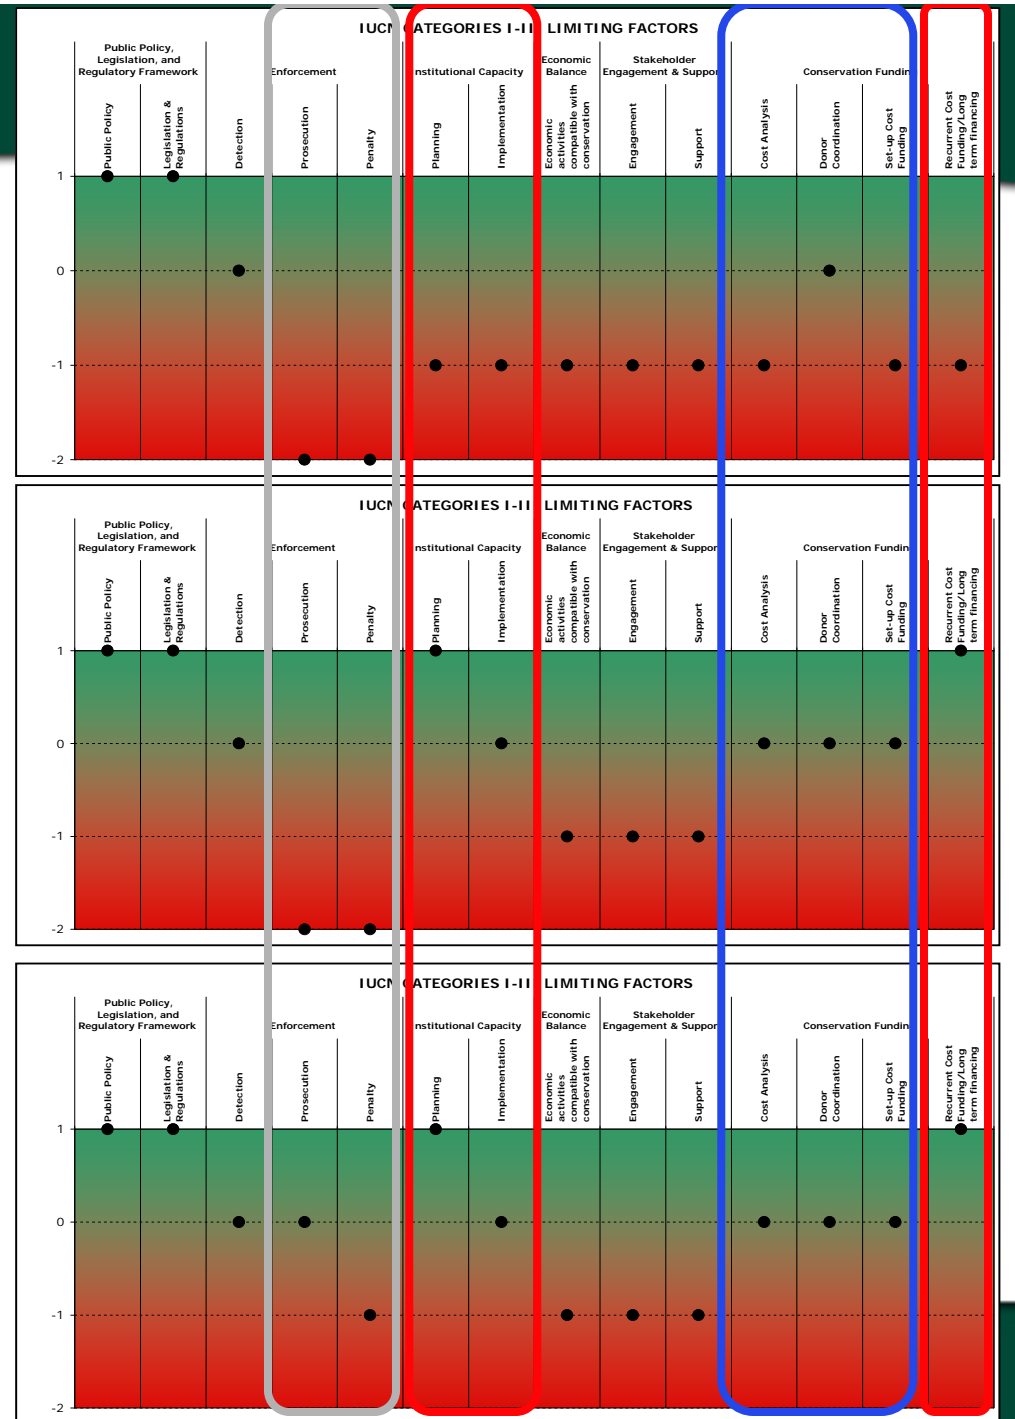 IUCN CATEGORIES I-II LIMITING FACTORS
Public Policy,
Legislation, and
Regulatory Framework
Enforcement
Institutional Capacity
Economic
Balance
Stakeholder
Engagement & Support
Conservation Funding
Public Policy
Legislation &
Regulations
Detection
Prosecution
Penalty
Planning
Implementation
Economic
activities
compatible with
conservation
Engagement
Support
Cost Analysis
Donor
Coordination
Set-up Cost
Funding
Recurrent Cost
Funding/Long
term financing
1
0
-1
-2
IUCN CATEGORIES I-II LIMITING FACTORS
Public Policy,
Legislation, and
Regulatory Framework
Enforcement
Institutional Capacity
Economic
Balance
Stakeholder
Engagement & Support
Conservation Funding
Public Policy
Legislation &
Regulations
Detection
Prosecution
Penalty
Planning
Implementation
Economic
activities
compatible with
conservation
Engagement
Support
Cost Analysis
Donor
Coordination
Set-up Cost
Funding
Recurrent Cost
Funding/Long
term financing
1
0
-1
-2
IUCN CATEGORIES I-II LIMITING FACTORS
Public Policy,
Legislation, and
Regulatory Framework
Enforcement
Institutional Capacity
Economic
Balance
Stakeholder
Engagement & Support
Conservation Funding
Public Policy
Legislation &
Regulations
Detection
Prosecution
Penalty
Planning
Implementation
Economic
activities
compatible with
conservation
Engagement
Support
Cost Analysis
Donor
Coordination
Set-up Cost
Funding
Recurrent Cost
Funding/Long
term financing
1
0
-1
-2